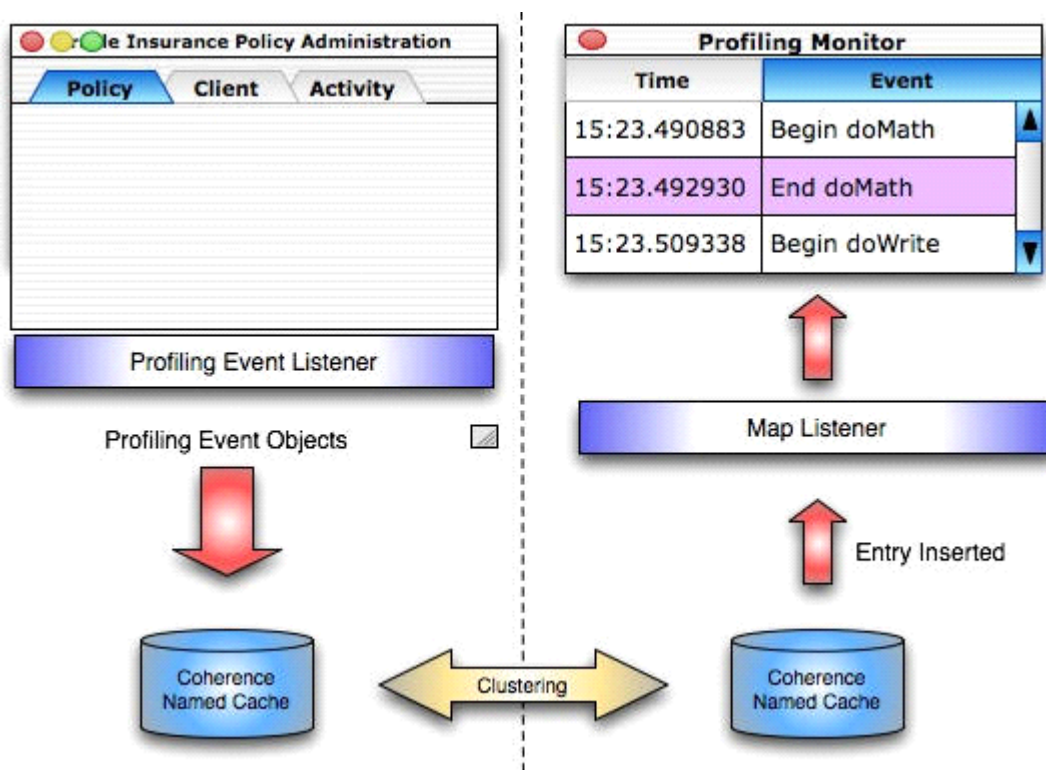 Insurance Policy Administration
Policy Client Activity
Profiling Event Listener
Profiling Event Objects
Coherence
Named Cache
Clustering
Profiling Monitor
Time Event
15:23.490883 Begin doMath
15:23.492930 End doMath
15:23.509338 Begin doWrite
Map Listener
Entry Inserted
Coherence
Named Cache